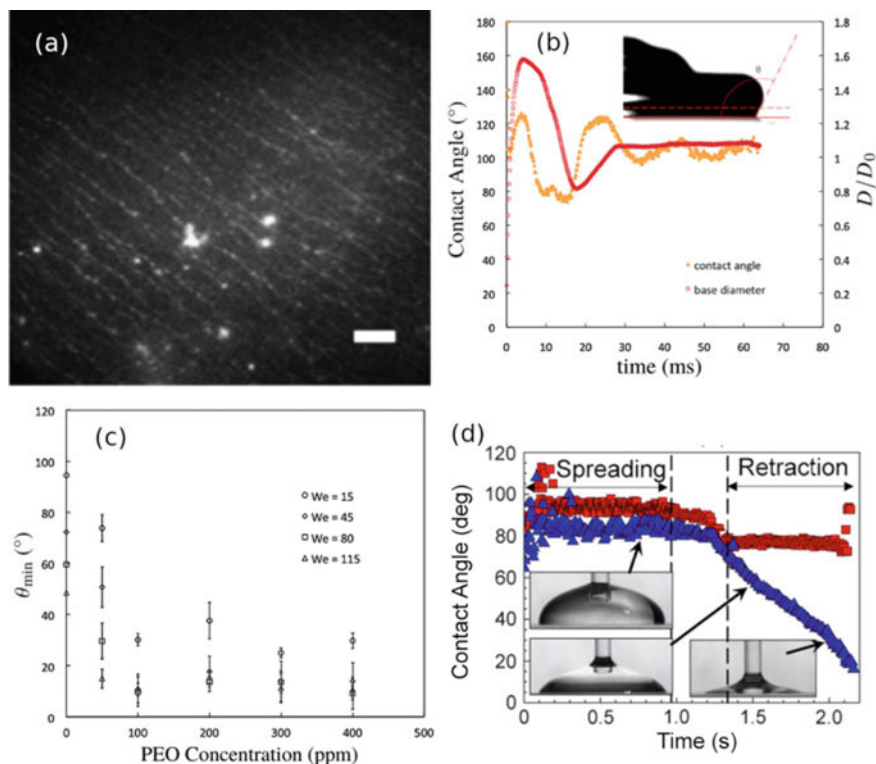 (a)
(b)
Contact Angle (°)
180
160
140
120
100
80
60
40
20
0
1.8
1.6
1.4
1.2
1
0.8
0.6
0.4
0.2
0
D/D0
θ
contact angle
base diameter
0 10 20 30 40 50 60 70 80
time (ms)
(c)
θmin (°)
120
100
80
60
40
20
0
We = 15
We = 45
We = 80
We = 115
0 100 200 300 400 500
PEO Concentration (ppm)
(d)
Contact Angle (deg)
120
100
80
60
40
20
0
Spreading Retraction
0 0.5 1.0 1.5 2.0
Time (s)